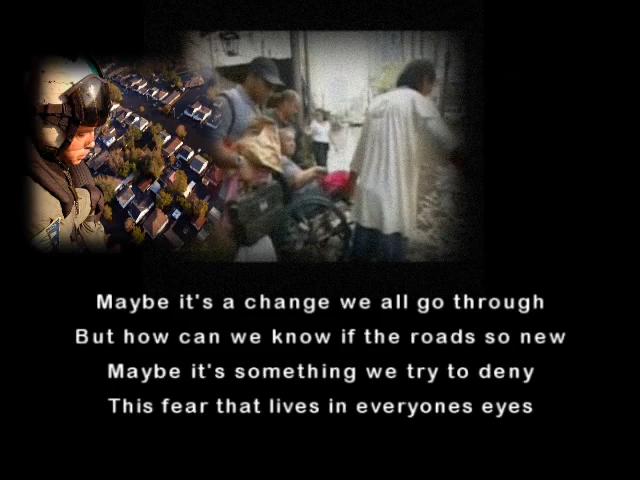 Maybe it's a change we all go through
But how can we know if the roads so new
Maybe it's something we try to deny
This fear that lives in everyones eyes